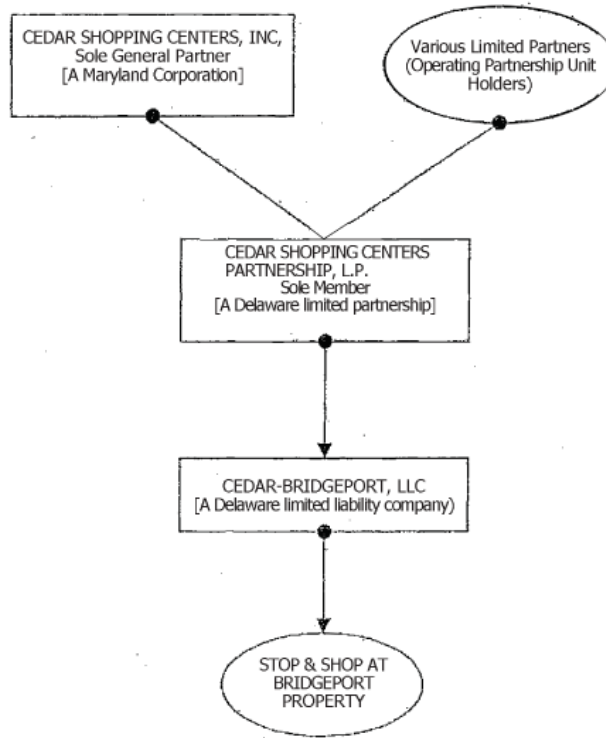 CEDAR SHOPPING CENTERS, INC,
Sole General Partner
[A Maryland Corporation]
Various Limited Partners
(Operating Partnership Unit
Holders)
CEDAR SHOPPING CENTERS
PARTNERSHIP, L.P.
Sole Member
[A Delaware limited partnership]
CEDAR-BRIDGEPORT, LLC
[A Delaware limited liability company)
STOP & SHOP AT
BRIDGEPORT
PROPERTY